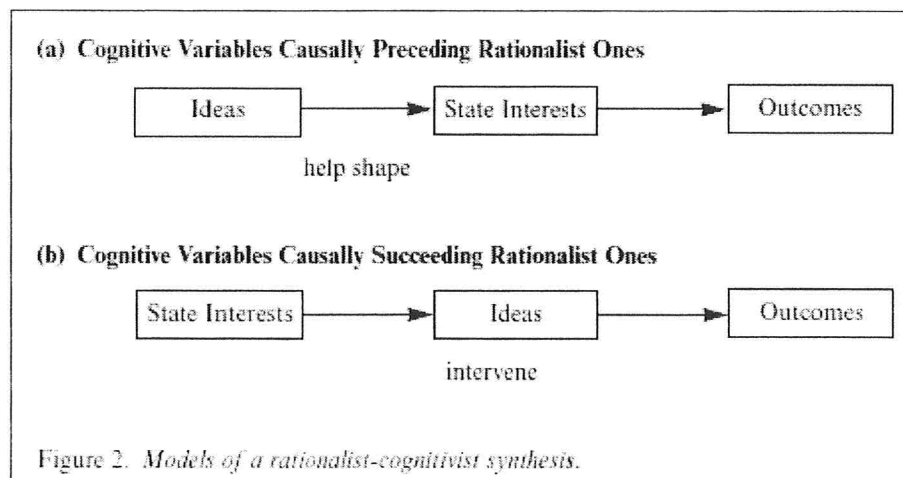 (a) Cognitive Variables Causally Preceding Rationalist Ones
Ideas State Interests Outcomes
help shape
(b) Cognitive Variables Causally Succeeding Rationalist Ones
State Interests Ideas Outcomes
intervene
Figure 2. Models of a rationalist-cognitivist synthesis.